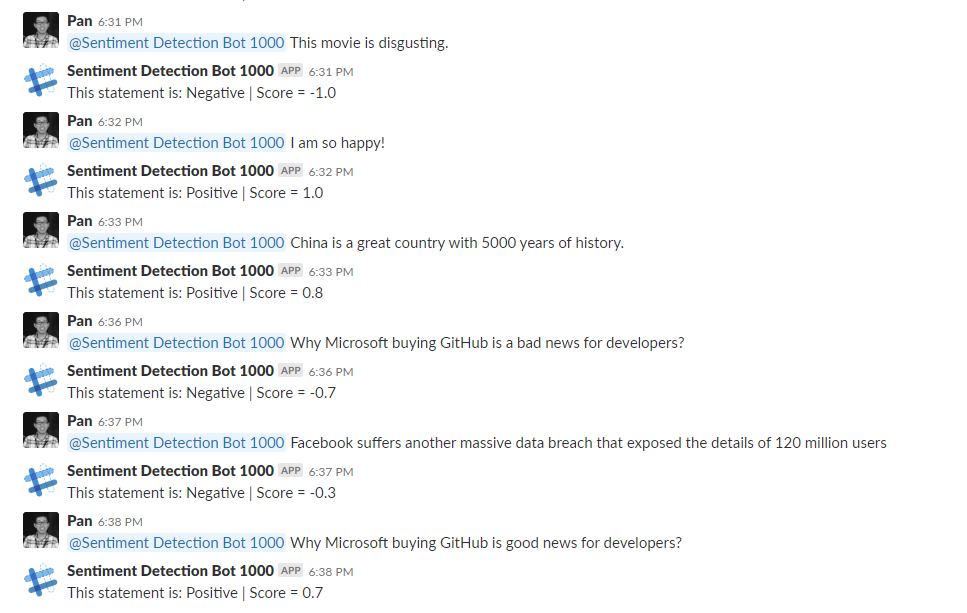 Pan 6:31 PM
@Sentiment Detection Bot 1000 This movie is disgusting.
Sentiment Detection Bot 1000 APP 6:31 PM
This statement is: Negative | Score = -1.0
Pan 6:32 PM
@Sentiment Detection Bot 1000 I am so happy!
Sentiment Detection Bot 1000 APP 6:32 PM
This statement is: Positive | Score = 1.0
Pan 6:33 PM
@Sentiment Detection Bot 1000 China is a great country with 5000 years of history.
Sentiment Detection Bot 1000 APP 6:33 PM
This statement is: Positive | Score = 0.8
Pan 6:36 PM
@Sentiment Detection Bot 1000 Why Microsoft buying GitHub is a bad news for developers?
Sentiment Detection Bot 1000 APP 6:36 PM
This statement is: Negative | Score = -0.7
Pan 6:37 PM
@Sentiment Detection Bot 1000 Facebook suffers another massive data breach that exposed the details of 120 million users
Sentiment Detection Bot 1000 APP 6:37 PM
This statement is: Negative | Score = -0.3
Pan 6:38 PM
@Sentiment Detection Bot 1000 Why Microsoft buying GitHub is good news for developers?
Sentiment Detection Bot 1000 APP 6:38 PM
This statement is: Positive | Score = 0.7